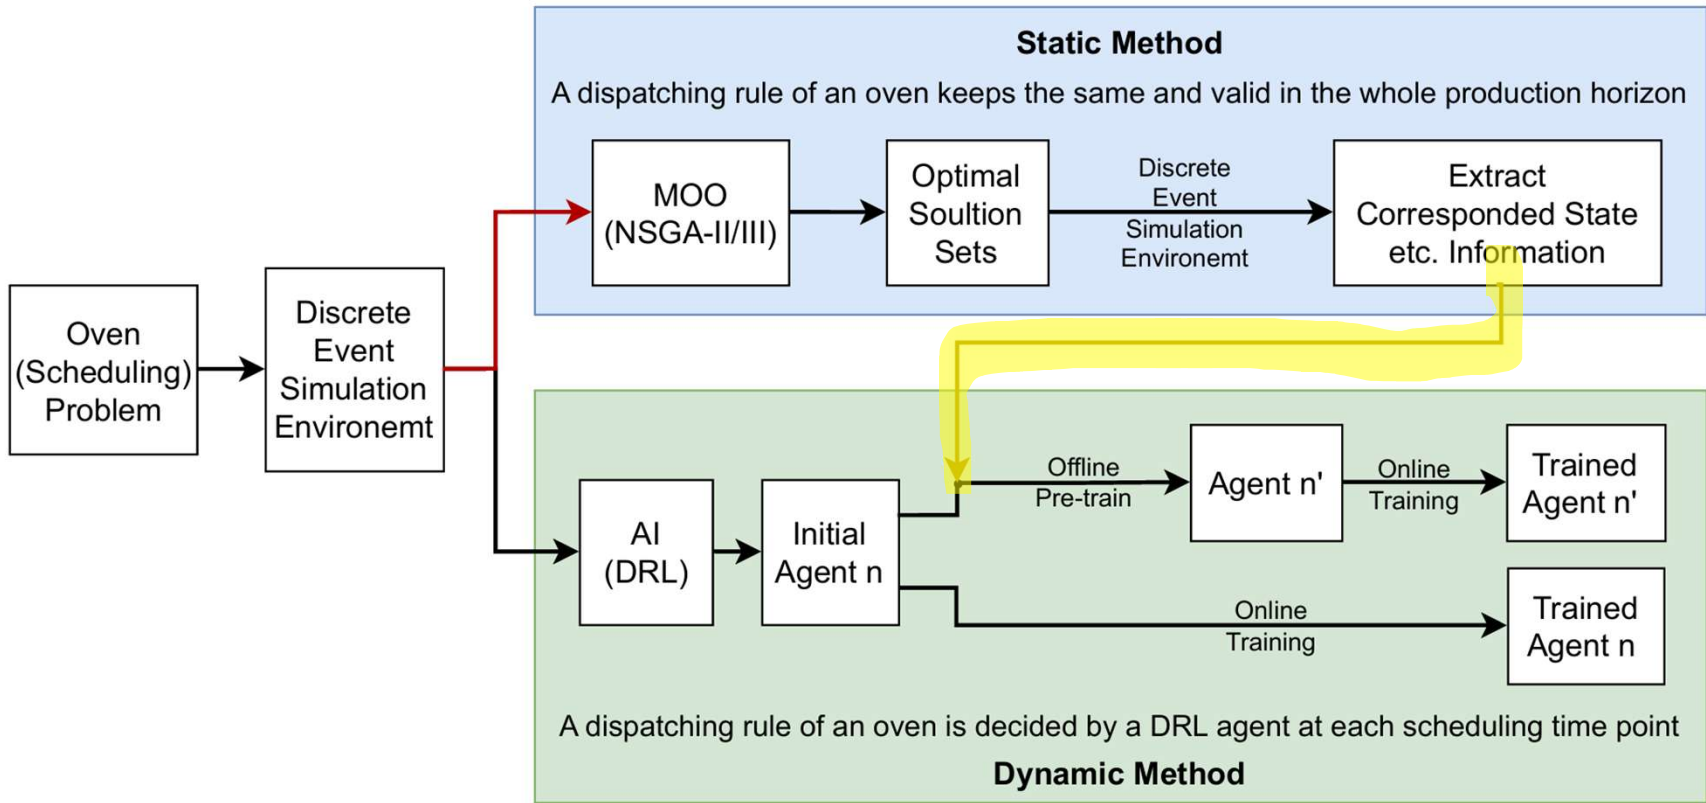 Static Method
A dispatching rule of an oven keeps the same and valid in the whole production horizon
MOO
(NSGA-II/III)
Optimal
Soultion
Sets
Discrete
Event
Simulation
Environemt
Extract
Corresponded State
etc. Information
Oven
(Scheduling)
Problem
Discrete
Event
Simulation
Environemt
AI
(DRL)
Initial
Agent n
Offline
Pre-train
Agent n'
Online
Training
Trained
Agent n'
Online
Training
Trained
Agent n
A dispatching rule of an oven is decided by a DRL agent at each scheduling time point
Dynamic Method